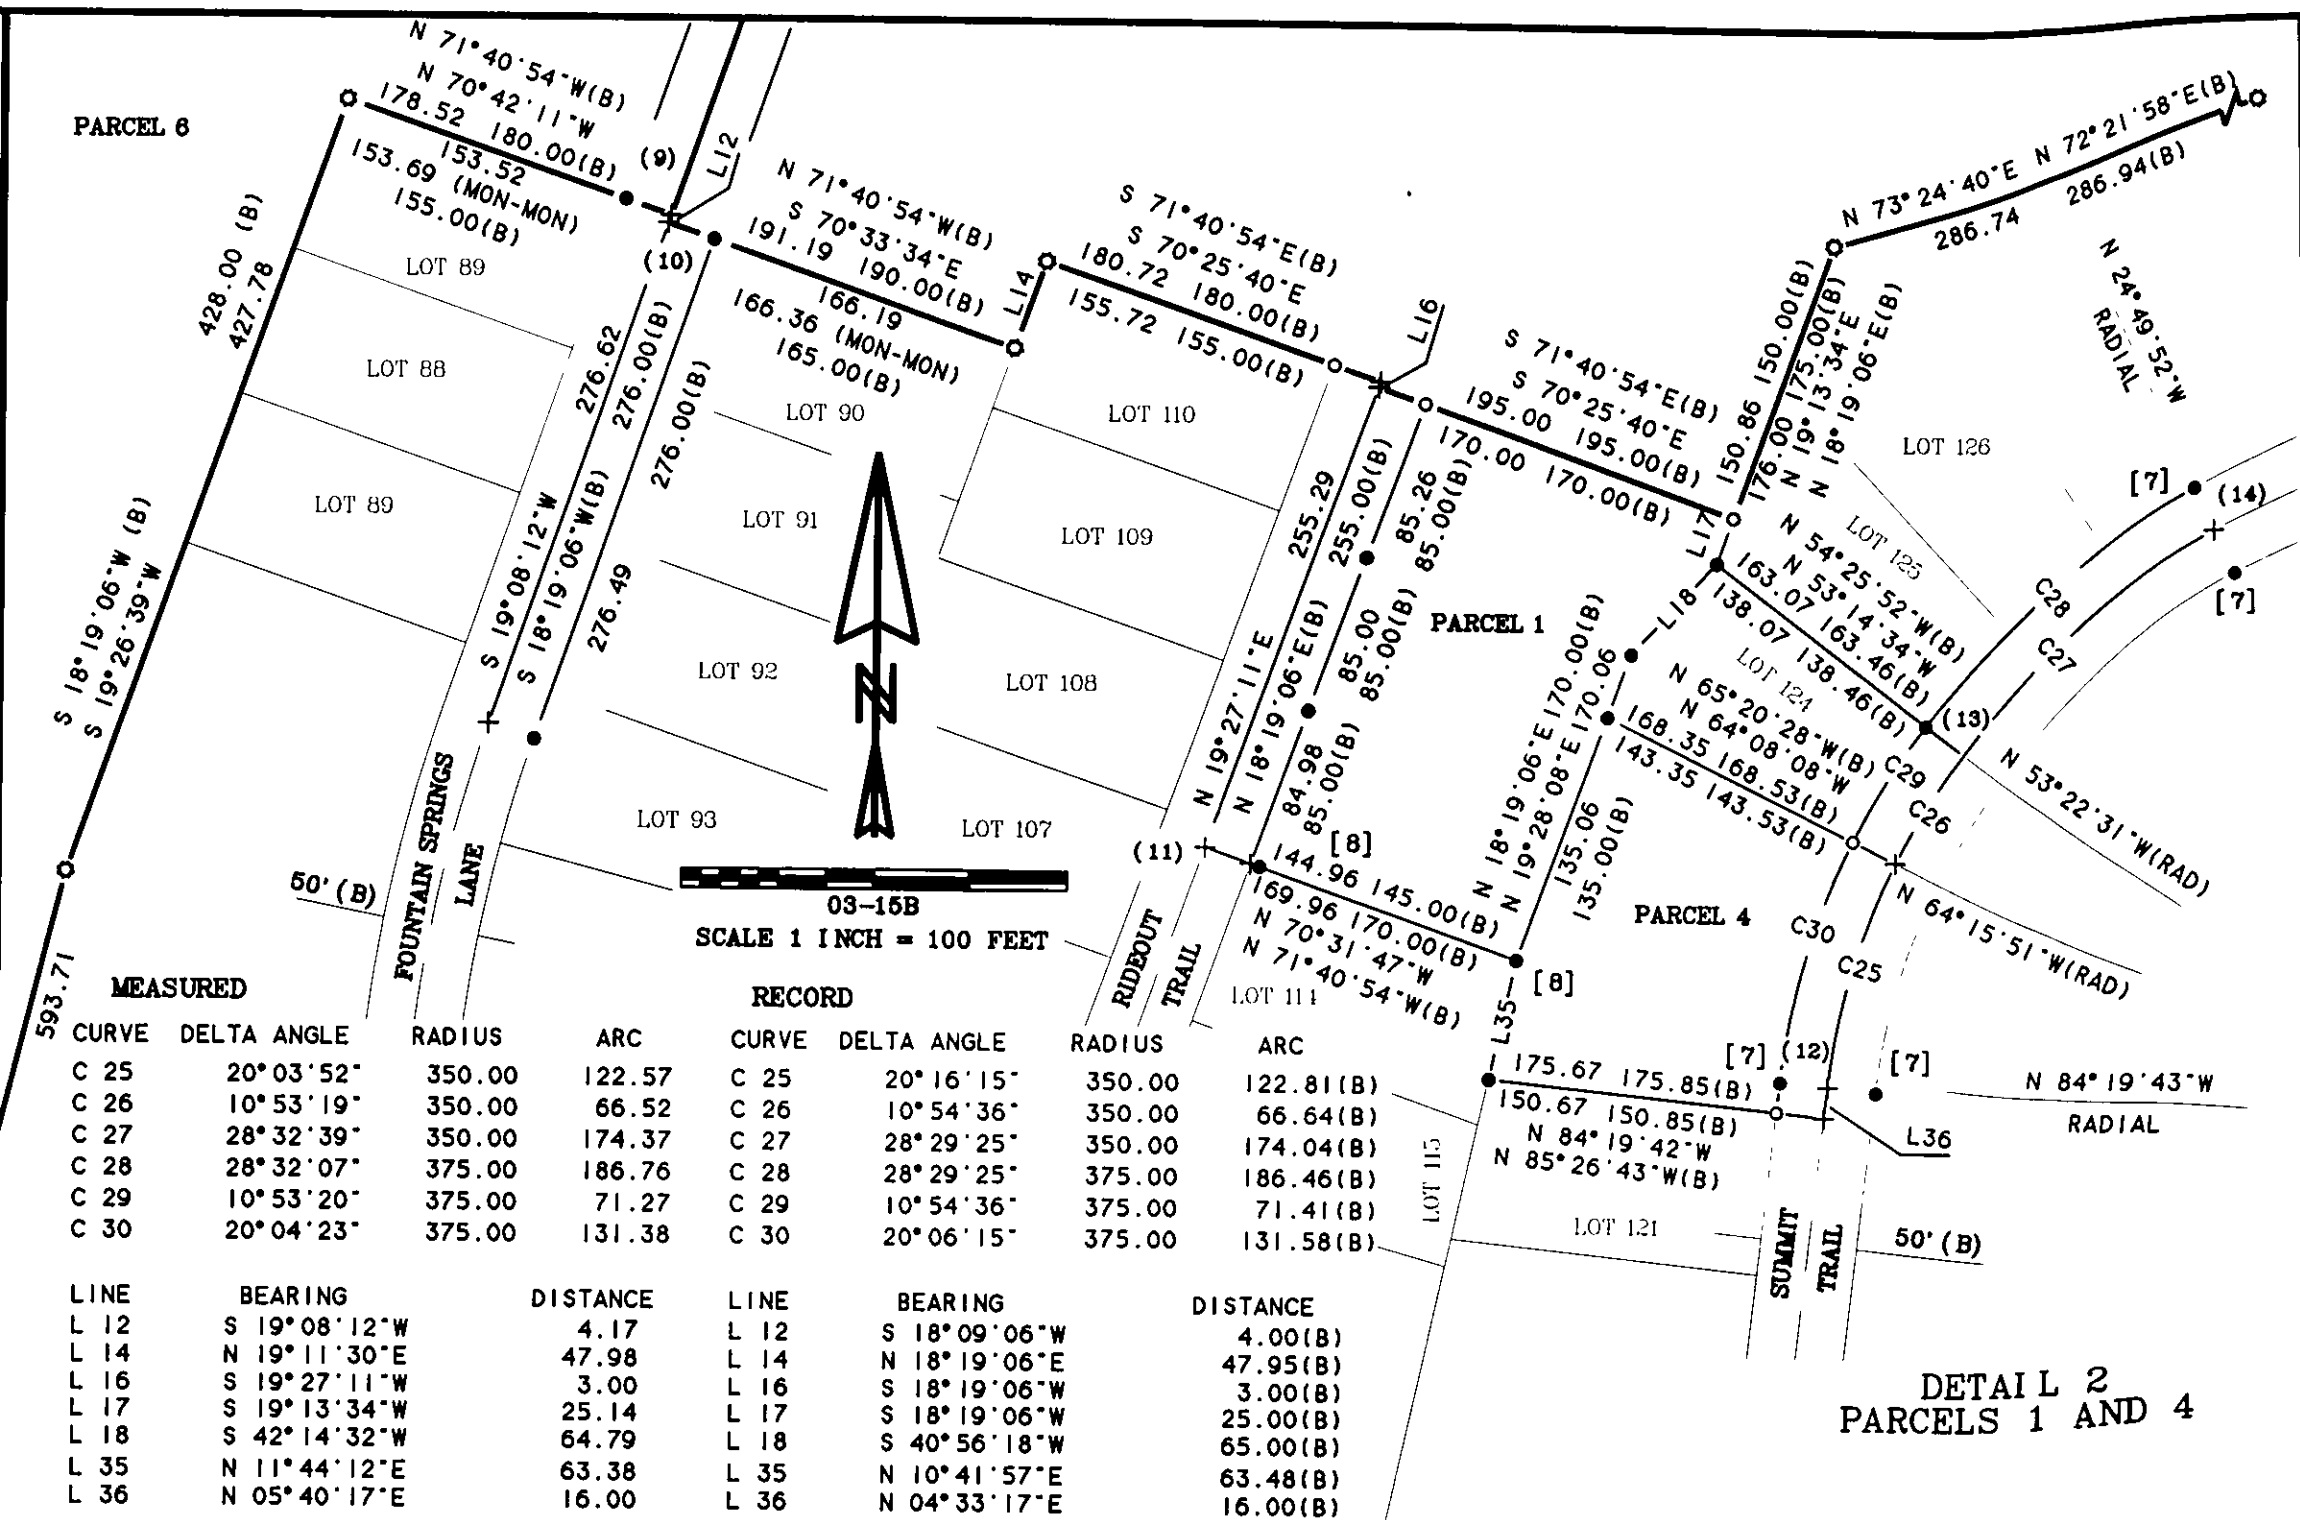 N 71°40'54"W(B)
N 70°42'11"W
178.52 180.00(B)
153.52
153.69 (MON-MON)
155.00(B)
PARCEL 6
(9)
L12
(10)
N 71°40'54"W(B)
S 70°33'34"E
191.19 190.00(B)
166.19
166.36 (MON-MON)
165.00(B)
L14
S 71°40'54"E(B)
S 70°25'40"E
180.72 180.00(B)
155.72 155.00(B)
L16
S 71°40'54"E(B)
S 70°25'40"E
195.00 195.00(B)
170.00 170.00(B)
N 73°24'40"E N 72°21'58"E(B)
286.74 286.94(B)
150.86 150.00(B)
176.00 175.00(B)
N 19°13'34"E
N 18°19'06"E(B)
N 24°49'52"W
RADIAL
428.00 (B)
427.78
S 18°19'06"W (B)
S 19°26'39"W
593.71
LOT 89
LOT 88
LOT 89
276.62
276.00(B)
S 19°08'12"W
S 18°19'06"W(B)
276.00(B)
276.49
LOT 90
LOT 91
LOT 92
LOT 93
LOT 110
LOT 109
LOT 108
LOT 107
N
255.29
255.00(B)
N 19°27'11"E
N 18°19'06"E(B)
85.26
85.00(B)
85.00
85.00(B)
84.98
85.00(B)
PARCEL 1
L17
L18
LOT 126
LOT 125
LOT 124
[7]
(14)
[7]
C28
C27
N 54°25'52"W(B)
N 53°14'34"W
163.07 163.46(B)
138.07 138.46(B)
(13)
N 53°22'31"W(RAD)
N 65°20'28"W(B)
N 64°08'08"W
168.35 168.53(B)
143.35 143.53(B)
C29
C26
N 64°15'51"W(RAD)
N 18°19'06"E 170.00(B)
N 19°28'08"E 170.06
135.06
135.00(B)
PARCEL 4
C30
C25
(11)
[8]
144.96 145.00(B)
169.96 170.00(B)
N 70°31'47"W
N 71°40'54"W(B)
[8]
LOT 111
L35
50' (B)
FOUNTAIN SPRINGS
LANE
RIDEOUT
TRAIL
03-15B
SCALE 1 INCH = 100 FEET
[7]
(12)
[7]
175.67 175.85(B)
150.67 150.85(B)
N 84°19'42"W
N 85°26'43"W(B)
L36
N 84°19'43"W
RADIAL
LOT 115
LOT 121
SUMMIT
TRAIL
50' (B)
MEASURED
CURVE DELTA ANGLE RADIUS ARC
C 25 20°03'52" 350.00 122.57
C 26 10°53'19" 350.00 66.52
C 27 28°32'39" 350.00 174.37
C 28 28°32'07" 375.00 186.76
C 29 10°53'20" 375.00 71.27
C 30 20°04'23" 375.00 131.38
RECORD
CURVE DELTA ANGLE RADIUS ARC
C 25 20°16'15" 350.00 122.81(B)
C 26 10°54'36" 350.00 66.64(B)
C 27 28°29'25" 350.00 174.04(B)
C 28 28°29'25" 375.00 186.46(B)
C 29 10°54'36" 375.00 71.41(B)
C 30 20°06'15" 375.00 131.58(B)
LINE BEARING DISTANCE
L 12 S 19°08'12"W 4.17
L 14 N 19°11'30"E 47.98
L 16 S 19°27'11"W 3.00
L 17 S 19°13'34"W 25.14
L 18 S 42°14'32"W 64.79
L 35 N 11°44'12"E 63.38
L 36 N 05°40'17"E 16.00
LINE BEARING DISTANCE
L 12 S 18°09'06"W 4.00(B)
L 14 N 18°19'06"E 47.95(B)
L 16 S 18°19'06"W 3.00(B)
L 17 S 18°19'06"W 25.00(B)
L 18 S 40°56'18"W 65.00(B)
L 35 N 10°41'57"E 63.48(B)
L 36 N 04°33'17"E 16.00(B)
DETAIL 2
PARCELS 1 AND 4